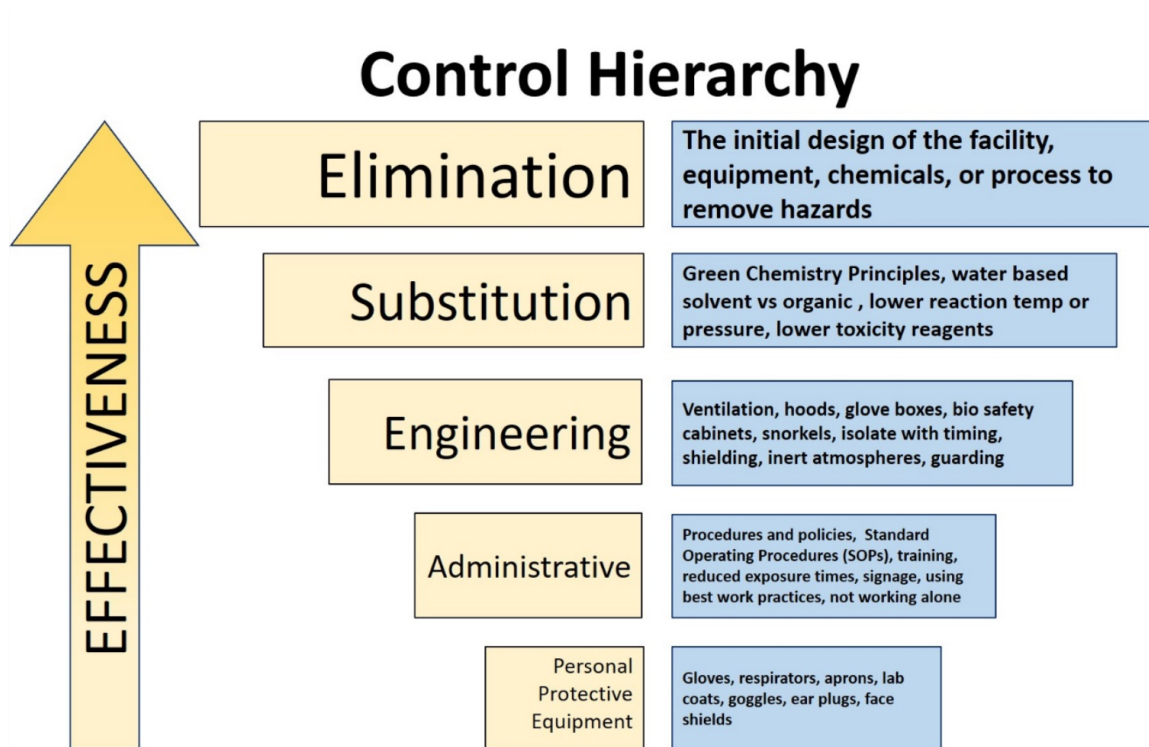 Control Hierarchy
EFFECTIVENESS
Elimination
The initial design of the facility,
equipment, chemicals, or process to
remove hazards
Substitution
Green Chemistry Principles, water based
solvent vs organic , lower reaction temp or
pressure, lower toxicity reagents
Engineering
Ventilation, hoods, glove boxes, bio safety
cabinets, snorkels, isolate with timing,
shielding, inert atmospheres, guarding
Administrative
Procedures and policies, Standard
Operating Procedures (SOPs), training,
reduced exposure times, signage, using
best work practices, not working alone
Personal
Protective
Equipment
Gloves, respirators, aprons, lab
coats, goggles, ear plugs, face
shields